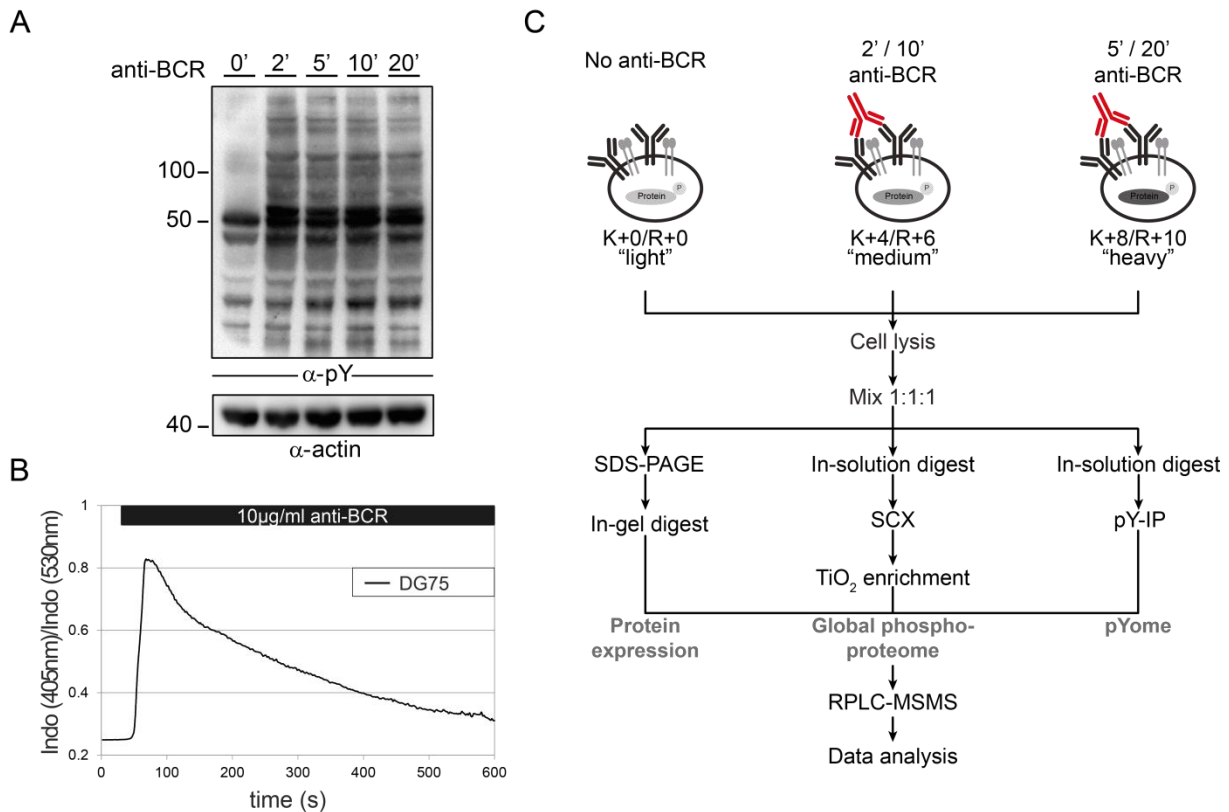 A
anti-BCR 0’ 2’ 5’ 10’ 20’
100
50
α-pY
40
α-actin
B
10µg/ml anti-BCR
DG75
Indo (405nm)/Indo (530nm)
1
0.8
0.6
0.4
0.2
0 100 200 300 400 500 600
time (s)
C
No anti-BCR
2’ / 10’
anti-BCR
5’ / 20’
anti-BCR
Protein P
Protein P
Protein P
K+0/R+0
“light”
K+4/R+6
“medium”
K+8/R+10
“heavy”
Cell lysis
Mix 1:1:1
SDS-PAGE
In-gel digest
In-solution digest
SCX
TiO₂ enrichment
In-solution digest
pY-IP
Protein
expression
Global phospho-
proteome
pYome
RPLC-MSMS
Data analysis